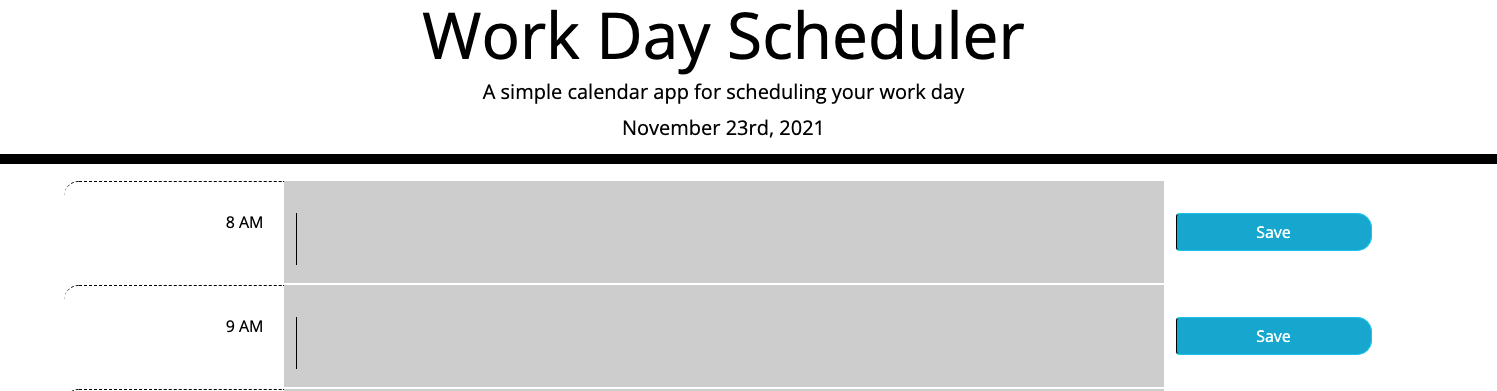 Work Day Scheduler
A simple calendar app for scheduling your work day
November 23rd, 2021
8 AM
Save
9 AM
Save